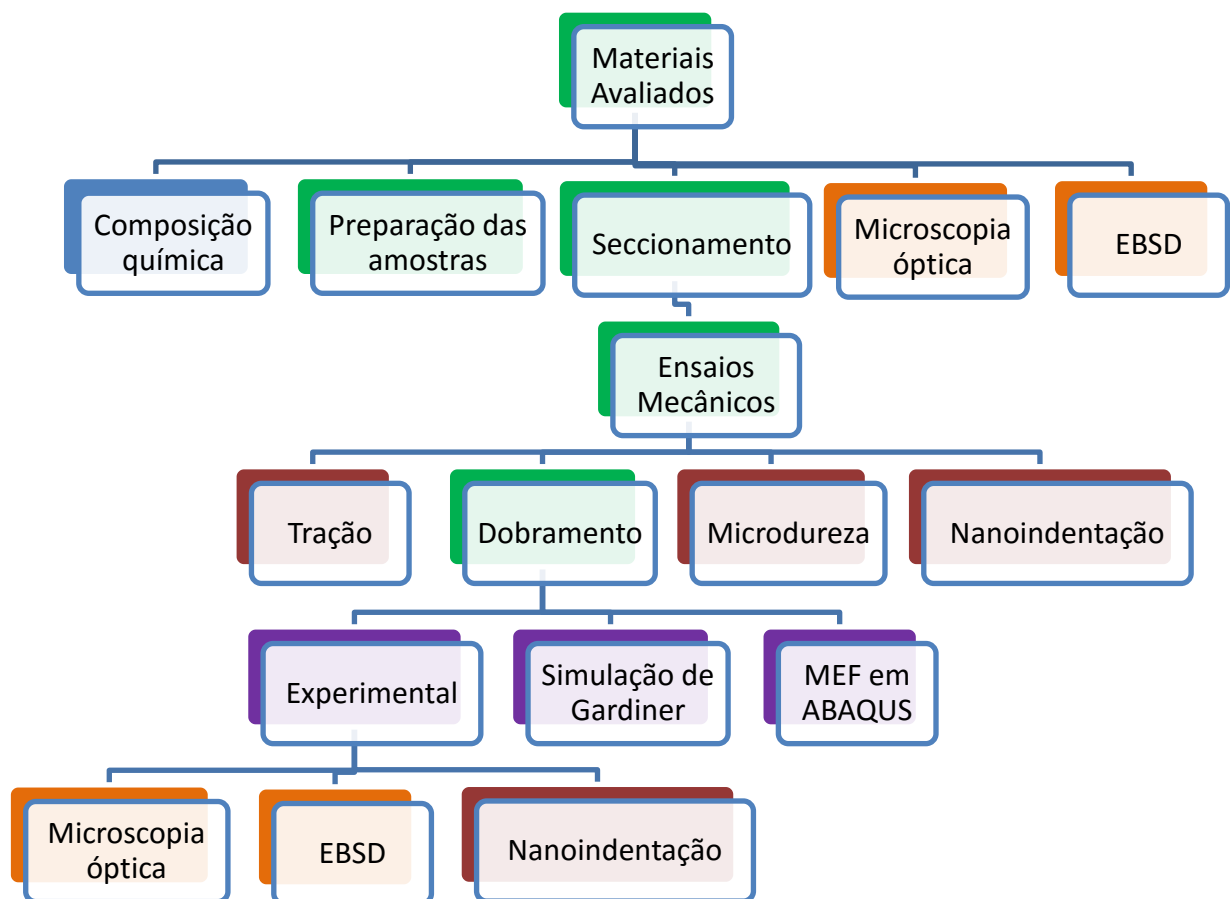 Materiais
Avaliados
Composição
química
Preparação das
amostras
Seccionamento
Microscopia
óptica
EBSD
Ensaios
Mecânicos
Tração
Dobramento
Microdureza
Nanoindentação
Experimental
Simulação de
Gardiner
MEF em
ABAQUS
Microscopia
óptica
EBSD
Nanoindentação